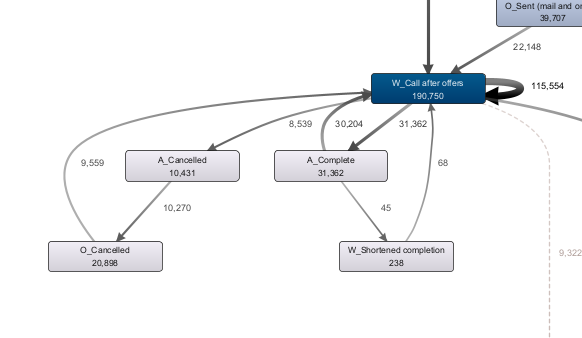 O_Sent (mail and on
39,707
22,148
W_Call after offers
190,750
115,554
8,539
30,204
31,362
9,559
A_Cancelled
10,431
A_Complete
31,362
68
10,270
45
O_Cancelled
20,898
W_Shortened completion
238
9,322